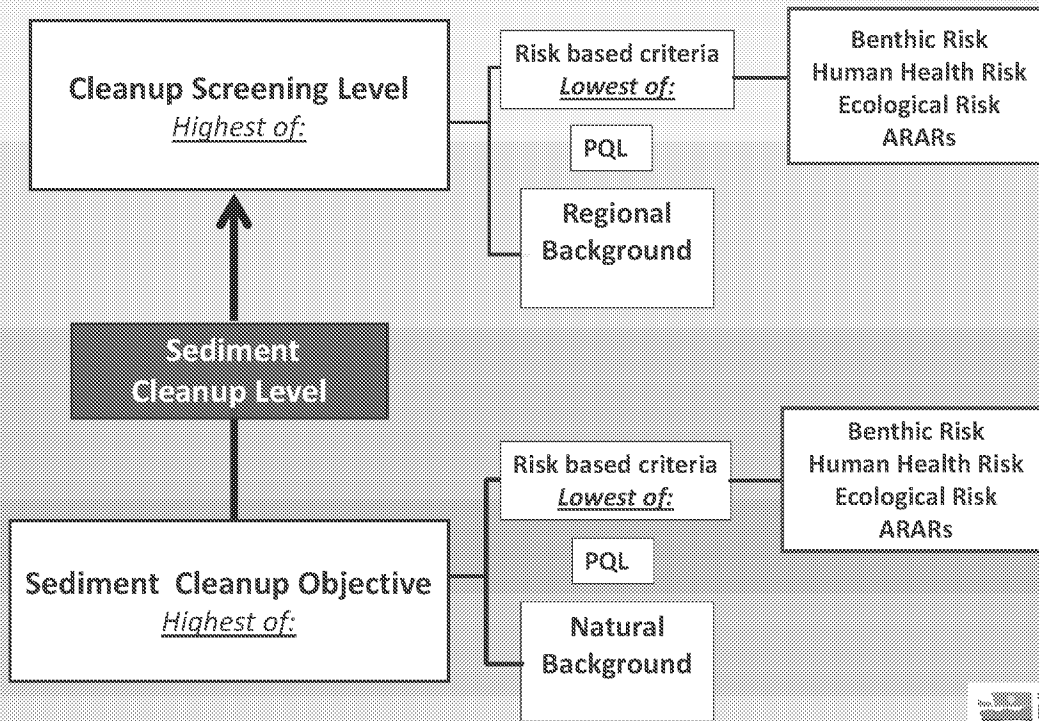 Cleanup Screening Level
Highest of:
Risk based criteria
Lowest of:
PQL
Regional
Background
Benthic Risk
Human Health Risk
Ecological Risk
ARARs
Sediment
Cleanup Level
Sediment Cleanup Objective
Highest of:
Risk based criteria
Lowest of:
PQL
Natural
Background
Benthic Risk
Human Health Risk
Ecological Risk
ARARs